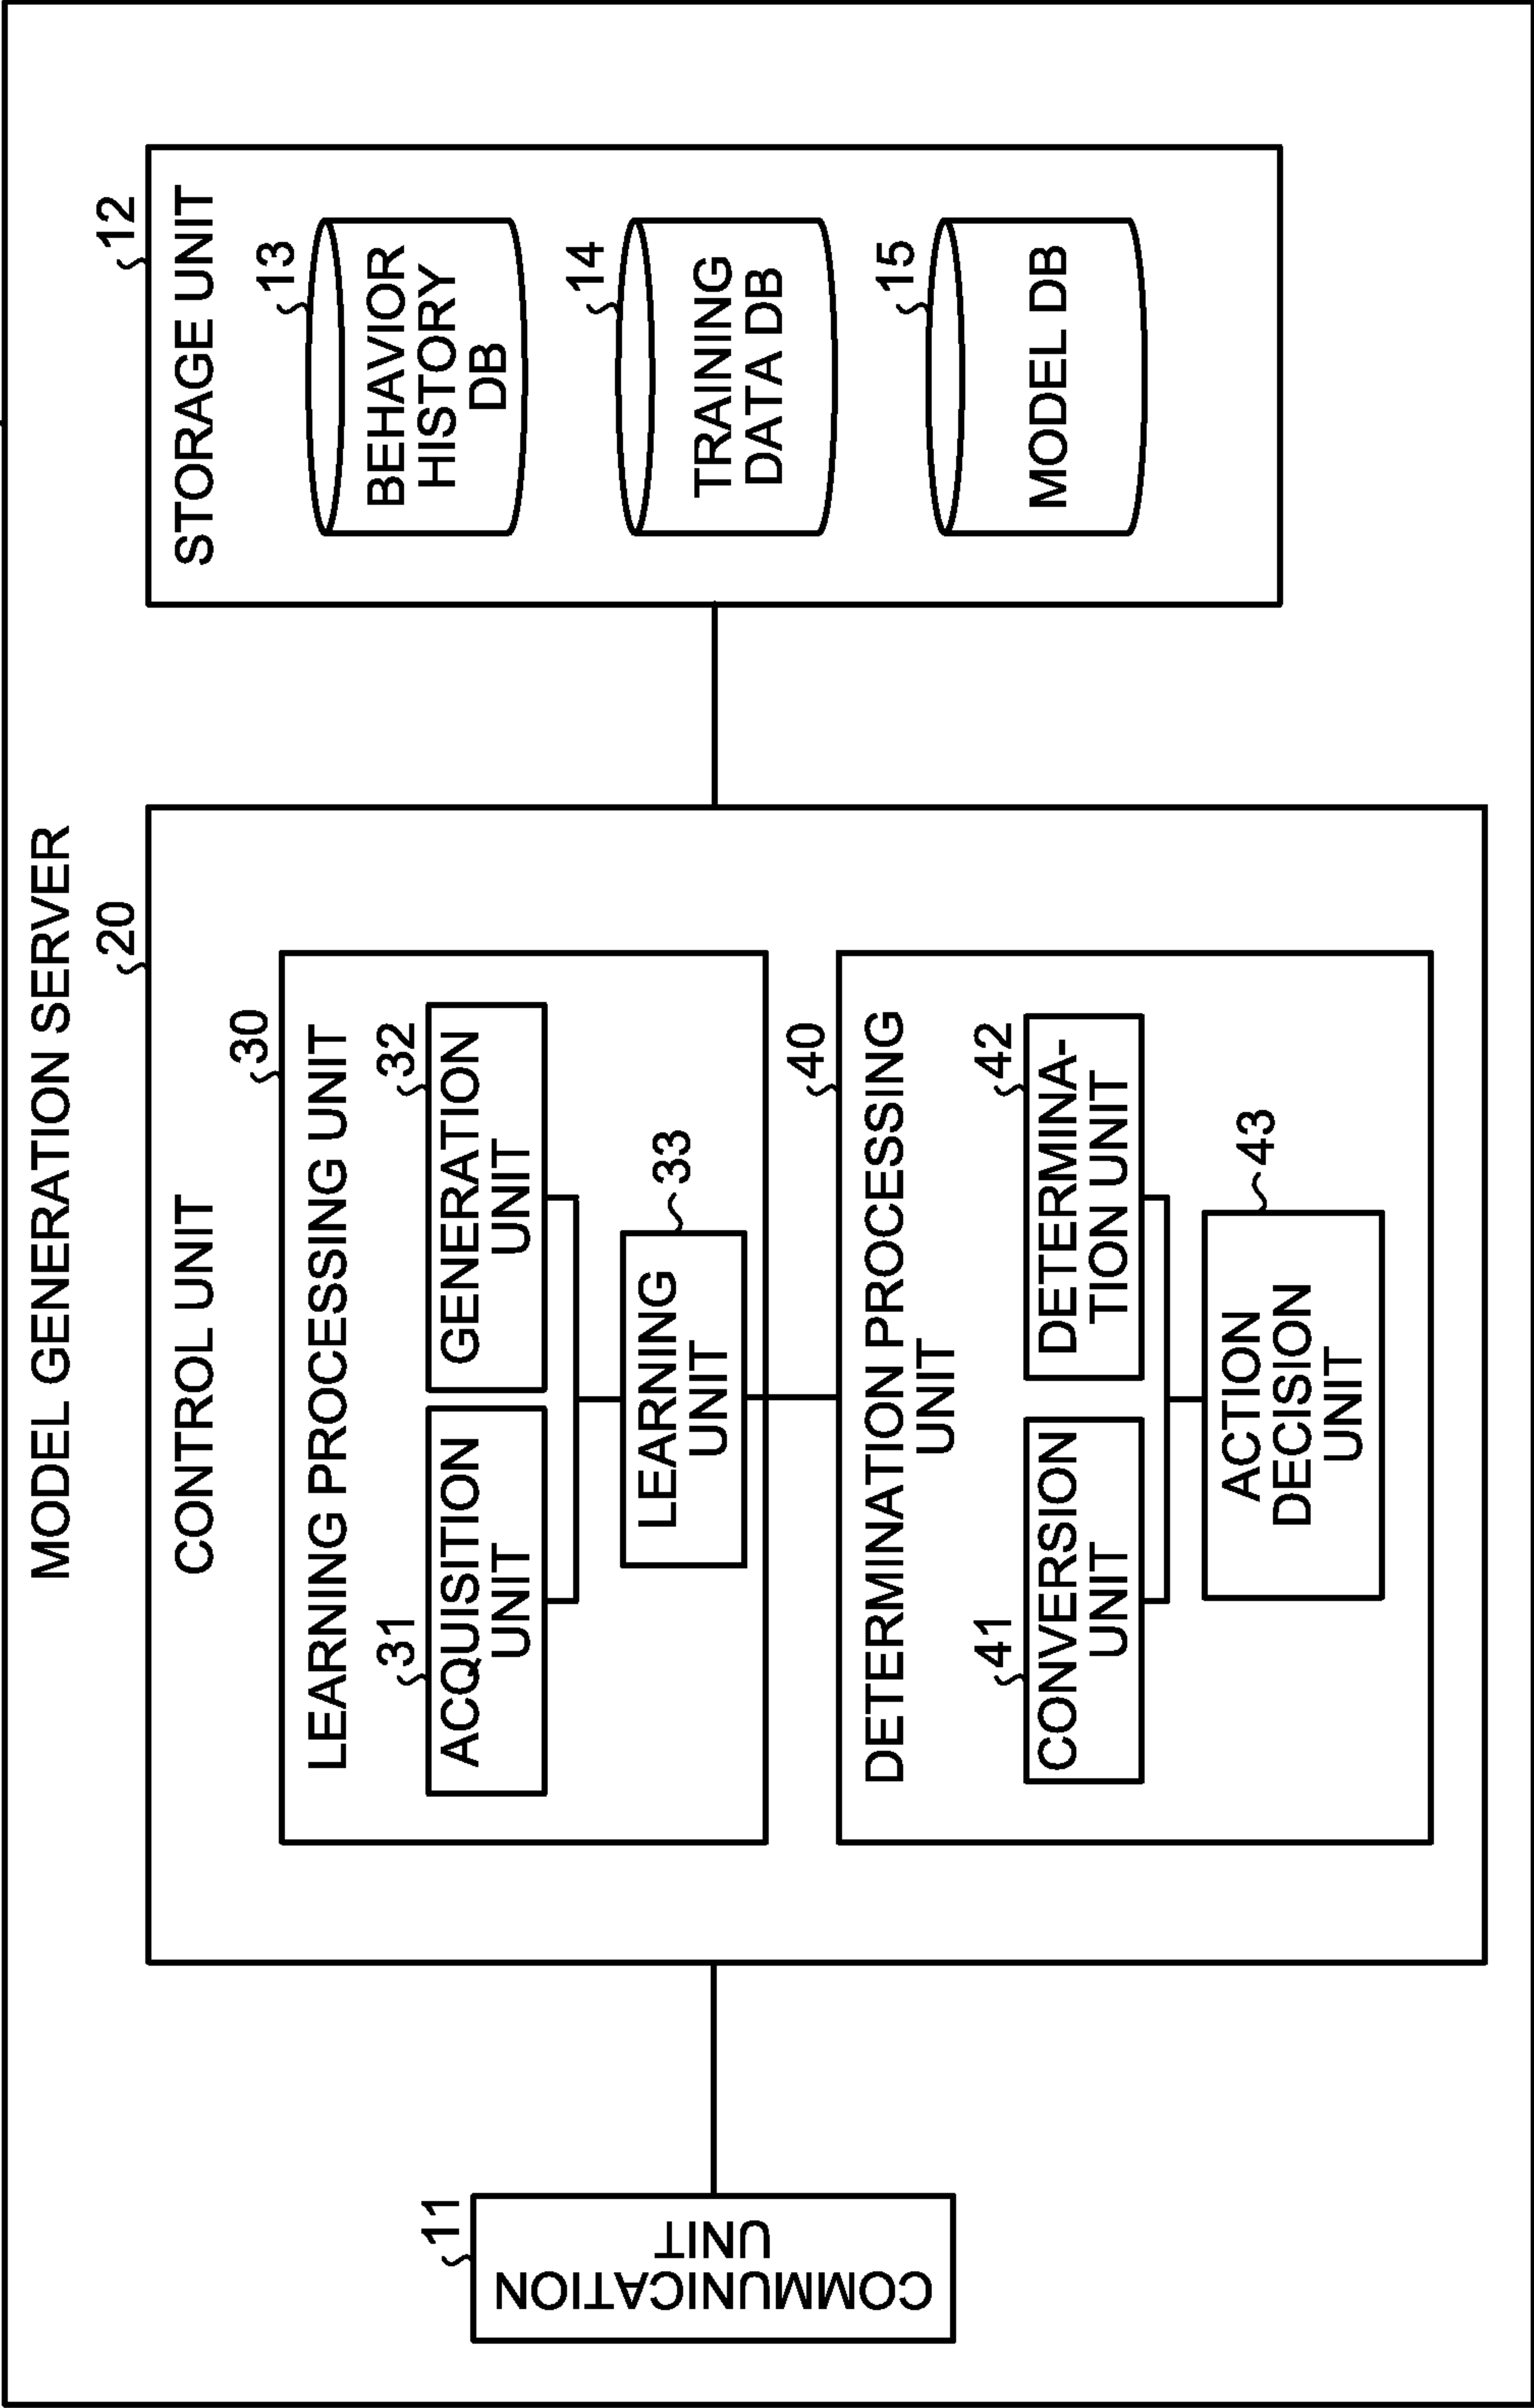 MODEL GENERATION SERVER
11
COMMUNICATION
UNIT
20
CONTROL UNIT
30
LEARNING PROCESSING UNIT
31
ACQUISITION
UNIT
32
GENERATION
UNIT
33
LEARNING
UNIT
40
DETERMINATION PROCESSING
UNIT
41
CONVERSION
UNIT
42
DETERMINA-
TION UNIT
43
ACTION
DECISION
UNIT
12
STORAGE UNIT
13
BEHAVIOR
HISTORY
DB
14
TRAINING
DATA DB
15
MODEL DB